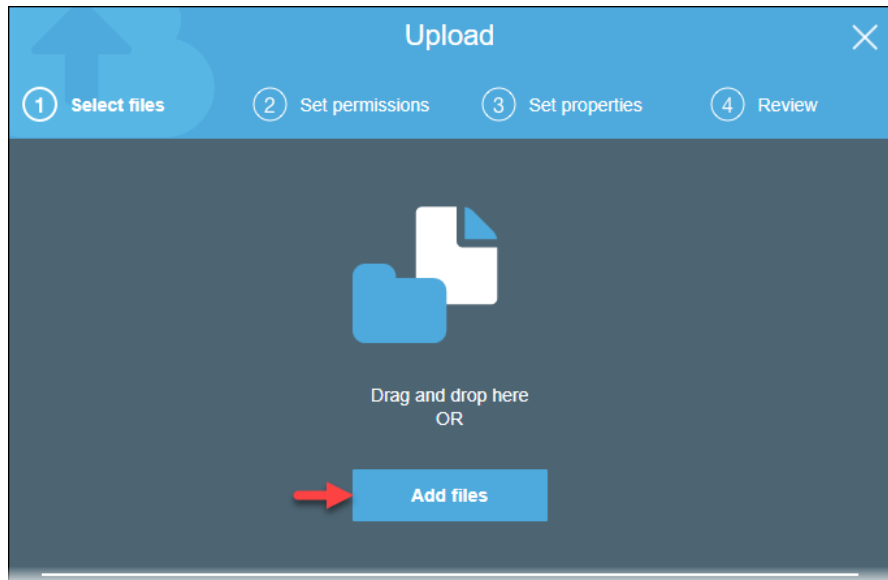 Upload
1 Select files 2 Set permissions 3 Set properties 4 Review
Drag and drop here
OR
Add files